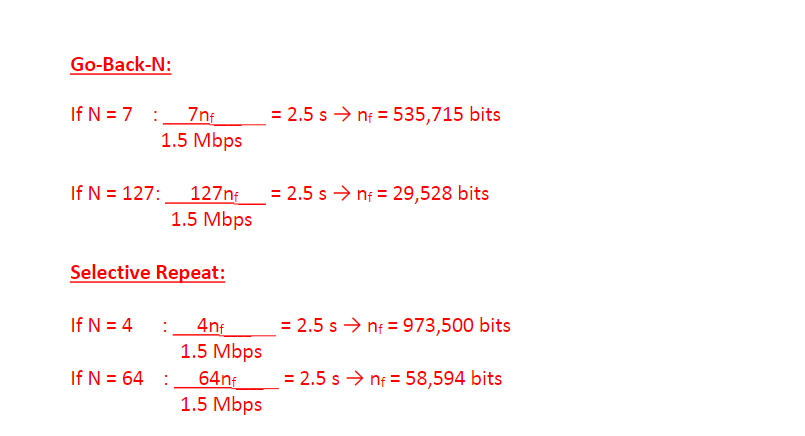 Go-Back-N:
If N = 7 : 7nf = 2.5 s → nf = 535,715 bits
1.5 Mbps
If N = 127: 127nf = 2.5 s → nf = 29,528 bits
1.5 Mbps
Selective Repeat:
If N = 4 : 4nf = 2.5 s → nf = 973,500 bits
1.5 Mbps
If N = 64 : 64nf = 2.5 s → nf = 58,594 bits
1.5 Mbps